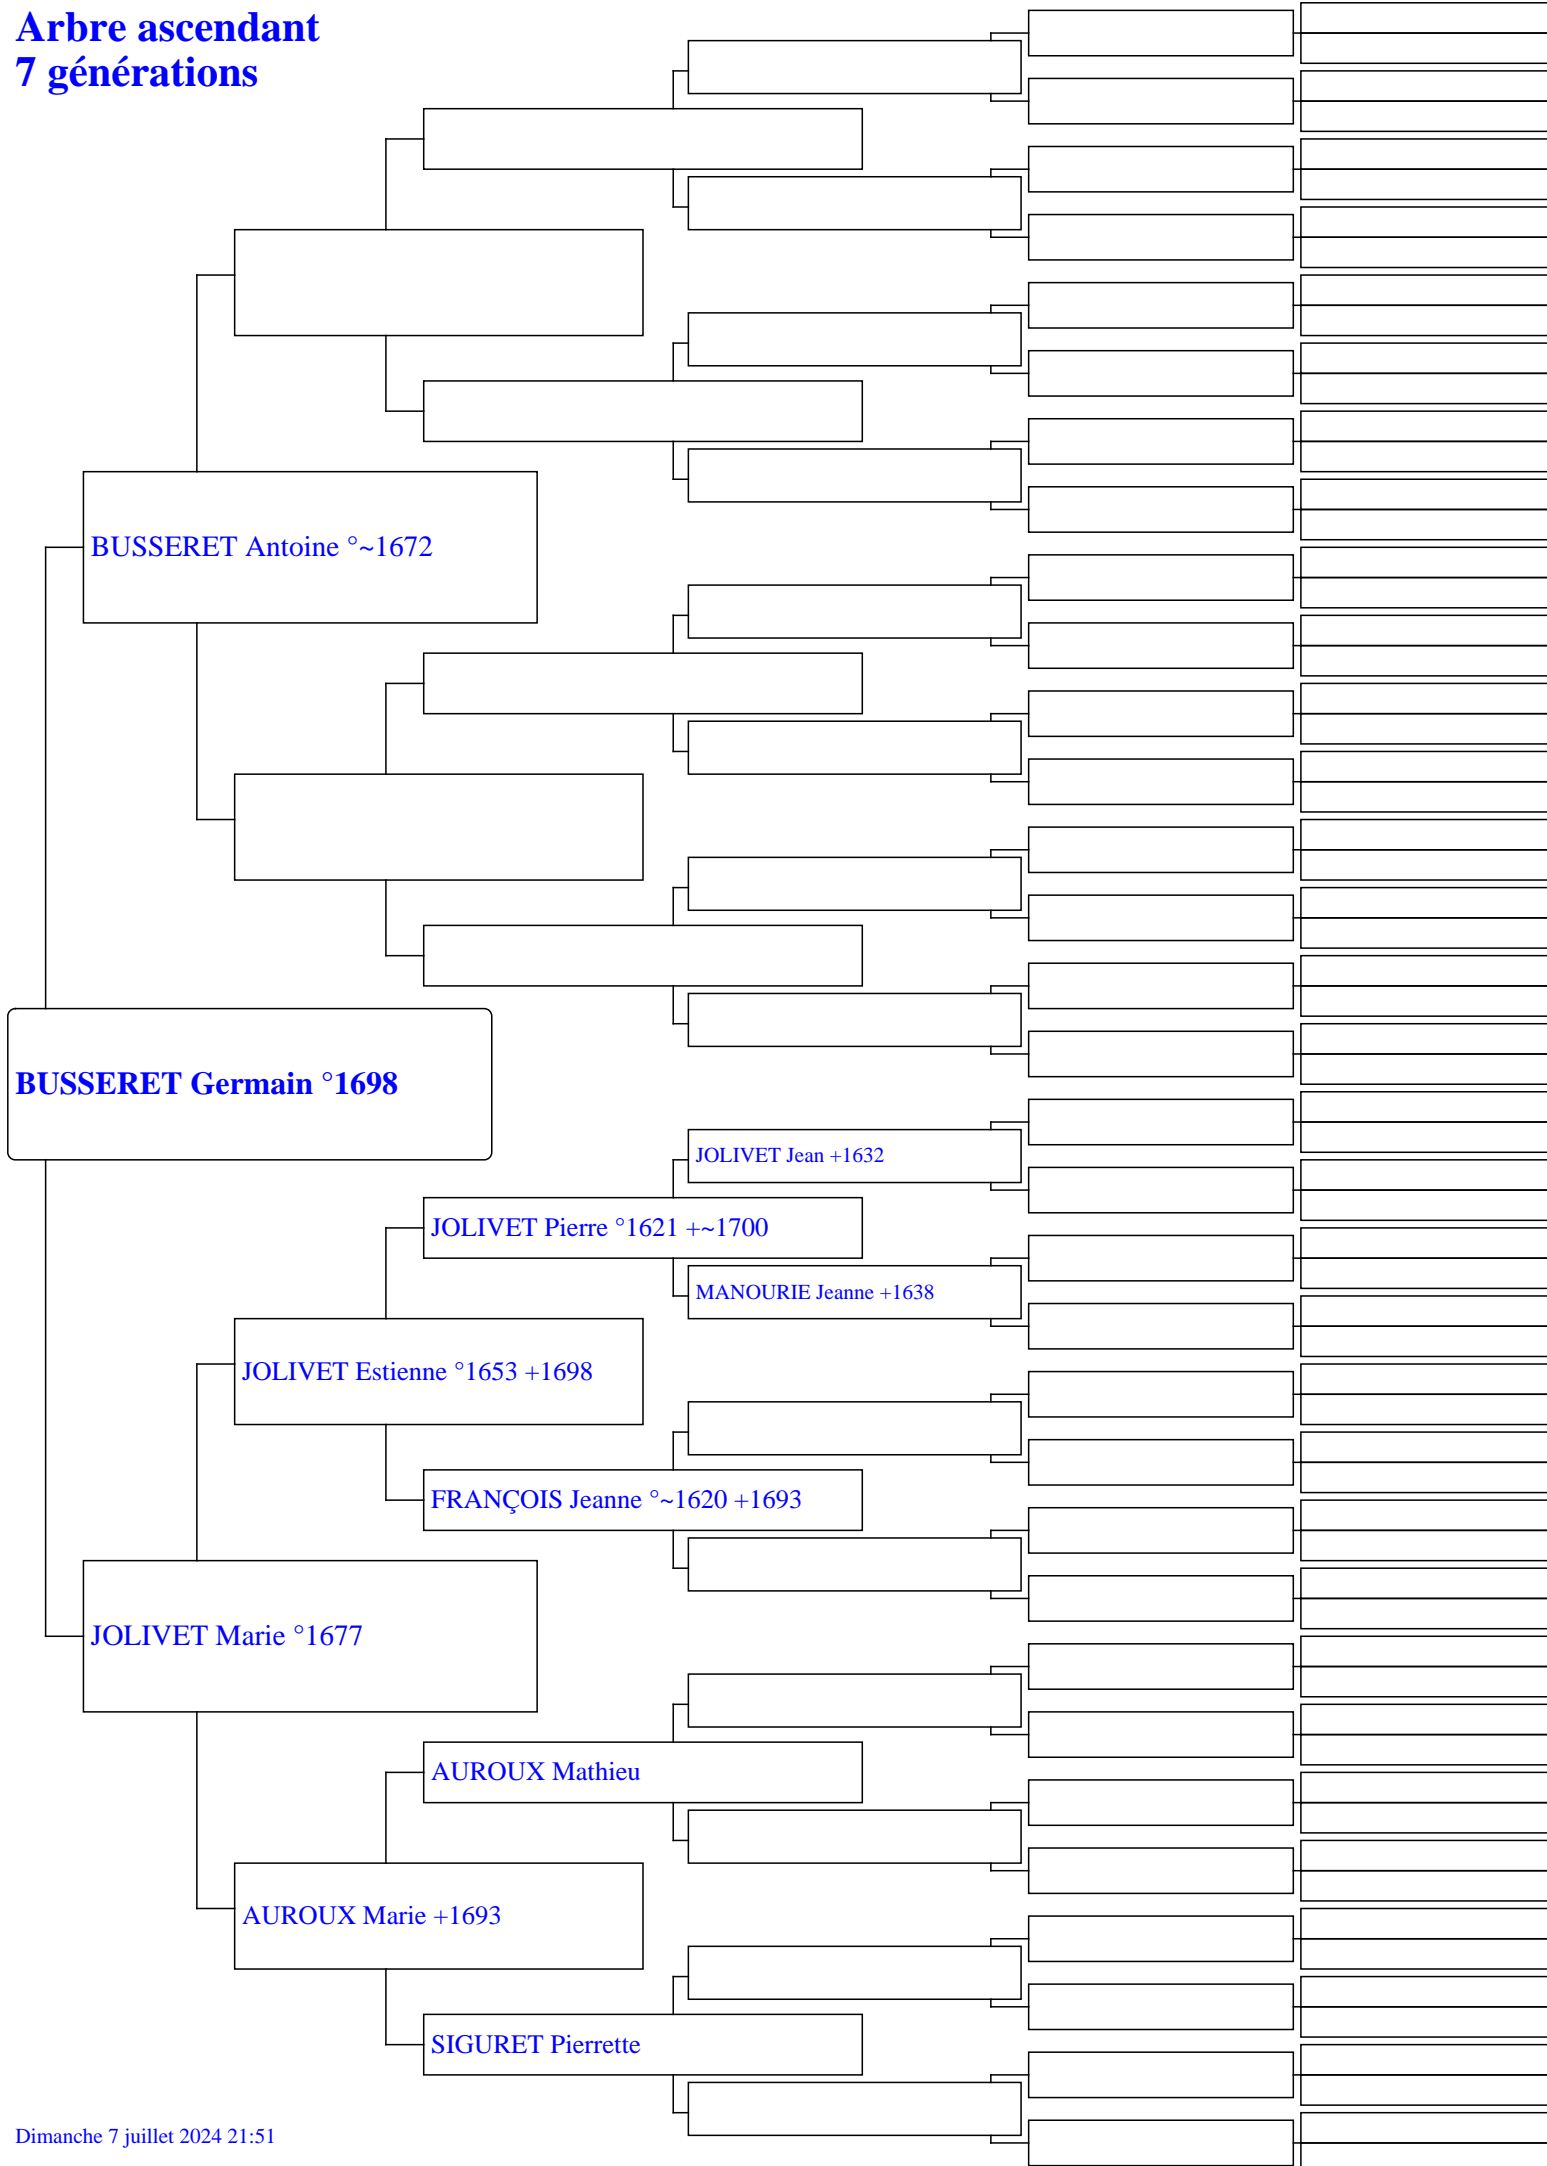 Arbre ascendant
7 générations
BUSSERET Antoine °~1672
BUSSERET Germain °1698
JOLIVET Jean +1632
JOLIVET Pierre °1621 +~1700
MANOURIE Jeanne +1638
JOLIVET Estienne °1653 +1698
FRANÇOIS Jeanne °~1620 +1693
JOLIVET Marie °1677
AUROUX Mathieu
AUROUX Marie +1693
SIGURET Pierrette
Dimanche 7 juillet 2024 21:51